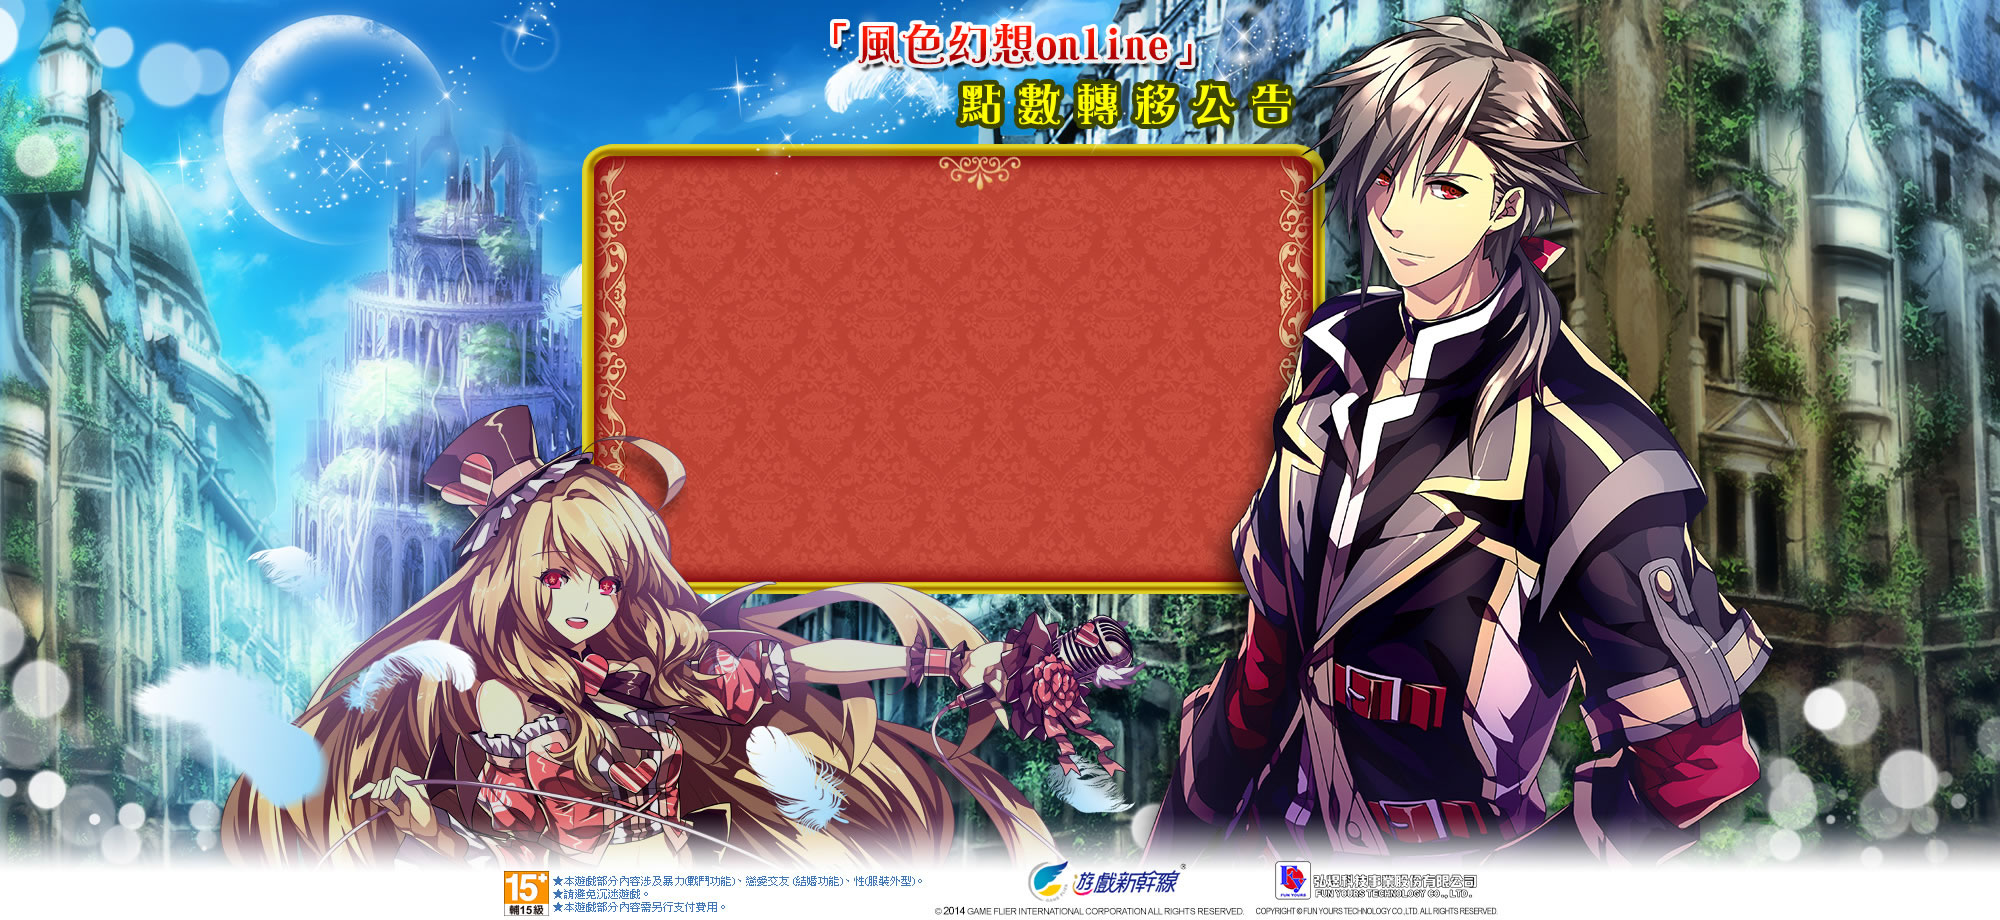 「風色幻想online」
點數轉移公告
15+
輔15級
★本遊戲部分內容涉及暴力(戰鬥功能)、戀愛交友 (結婚功能)、性(服裝外型)。
★請避免沉迷遊戲。
★本遊戲部分內容需另行支付費用。
遊戲新幹線®
© 2014 GAME FLIER INTERNATIONAL CORPORATION ALL RIGHTS RESERVED.
FUN YOURS
弘煜科技事業股份有限公司
FUN YOURS TECHNOLOGY CO., LTD.
COPYRIGHT © FUN YOURS TECHNOLOGY CO.,LTD. ALL RIGHTS RESERVED.